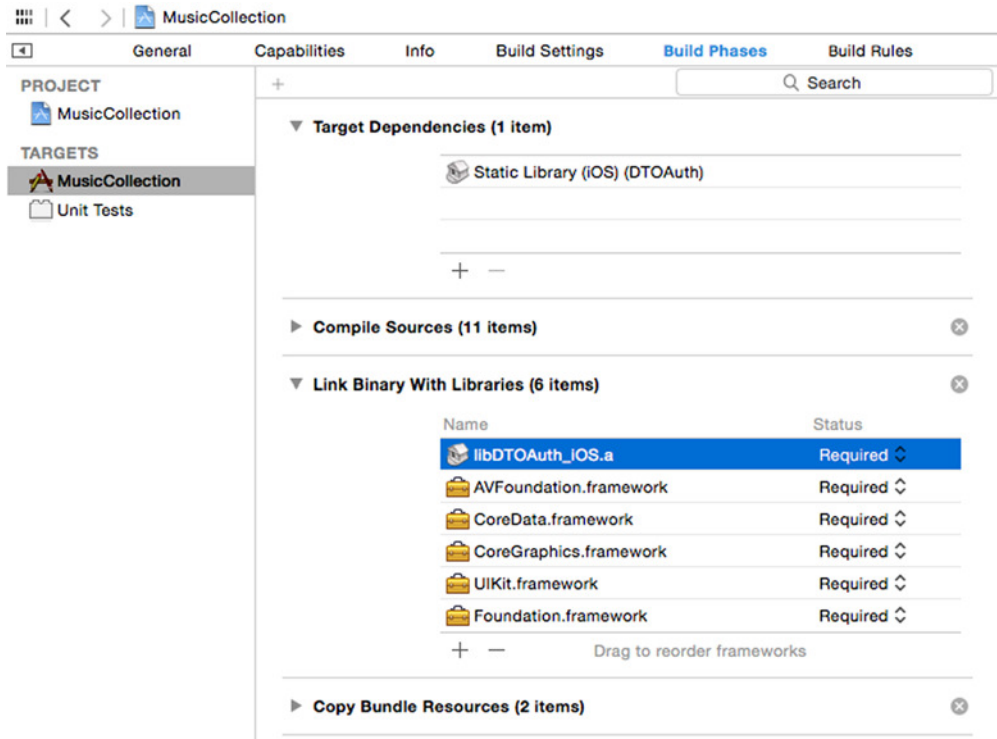 MusicCollection
General Capabilities Info Build Settings Build Phases Build Rules
PROJECT
MusicCollection
TARGETS
MusicCollection
Unit Tests
+ Search
Target Dependencies (1 item)
Static Library (iOS) (DTOAuth)
+ −
Compile Sources (11 items)
Link Binary With Libraries (6 items)
Name Status
libDTOAuth_iOS.a Required
AVFoundation.framework Required
CoreData.framework Required
CoreGraphics.framework Required
UIKit.framework Required
Foundation.framework Required
+ − Drag to reorder frameworks
Copy Bundle Resources (2 items)